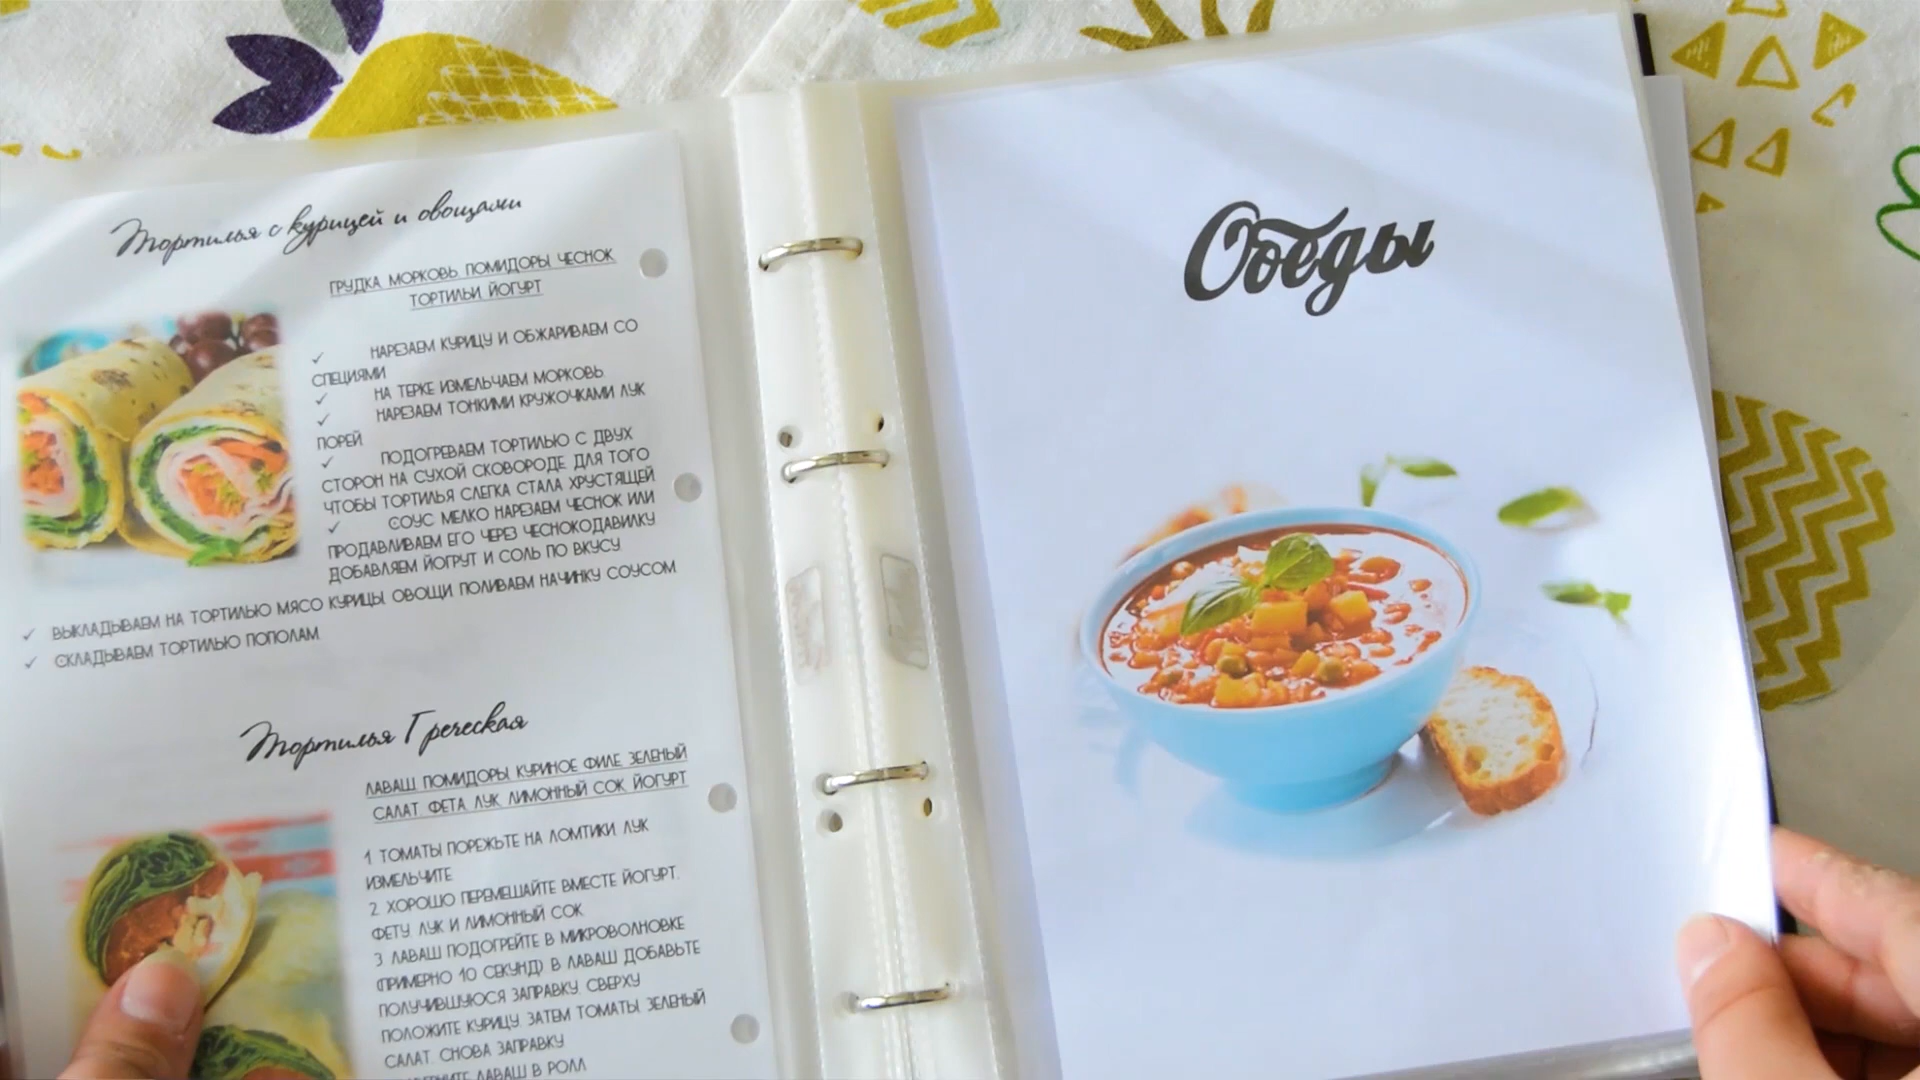 Тортилья с курицей и овощами
ГРУДКА МОРКОВЬ ПОМИДОРЫ ЧЕСНОК
ТОРТИЛЬИ ЙОГУРТ
✓ НАРЕЗАЕМ КУРИЦУ И ОБЖАРИВАЕМ СО
СПЕЦИЯМИ
✓ НА ТЕРКЕ ИЗМЕЛЬЧАЕМ МОРКОВЬ
✓ НАРЕЗАЕМ ТОНКИМИ КРУЖОЧКАМИ ЛУК
ПОРЕЙ
✓ ПОДОГРЕВАЕМ ТОРТИЛЬЮ С ДВУХ
СТОРОН НА СУХОЙ СКОВОРОДЕ ДЛЯ ТОГО
ЧТОБЫ ТОРТИЛЬЯ СЛЕГКА СТАЛА ХРУСТЯЩЕЙ
✓ СОУС МЕЛКО НАРЕЗАЕМ ЧЕСНОК ИЛИ
ПРОДАВЛИВАЕМ ЕГО ЧЕРЕЗ ЧЕСНОКОДАВИЛКУ
ДОБАВЛЯЕМ ЙОГРУТ И СОЛЬ ПО ВКУСУ
✓ ВЫКЛАДЫВАЕМ НА ТОРТИЛЬЮ МЯСО КУРИЦЫ ОВОЩИ ПОЛИВАЕМ НАЧИНКУ СОУСОМ
✓ СКЛАДЫВАЕМ ТОРТИЛЬЮ ПОПОЛАМ
Тортилья Греческая
ЛАВАШ ПОМИДОРЫ КУРИНОЕ ФИЛЕ ЗЕЛЕНЫЙ
САЛАТ ФЕТА ЛУК ЛИМОННЫЙ СОК ЙОГУРТ
1 ТОМАТЫ ПОРЕЖЬТЕ НА ЛОМТИКИ, ЛУК
ИЗМЕЛЬЧИТЕ
2 ХОРОШО ПЕРЕМЕШАЙТЕ ВМЕСТЕ ЙОГУРТ,
ФЕТУ, ЛУК И ЛИМОННЫЙ СОК
3 ЛАВАШ ПОДОГРЕЙТЕ В МИКРОВОЛНОВКЕ
(ПРИМЕРНО 10 СЕКУНД) В ЛАВАШ ДОБАВЬТЕ
ПОЛУЧИВШУЮСЯ ЗАПРАВКУ, СВЕРХУ
ПОЛОЖИТЕ КУРИЦУ, ЗАТЕМ ТОМАТЫ, ЗЕЛЕНЫЙ
САЛАТ, СНОВА ЗАПРАВКУ
ЛАВАШ В РОЛЛ
Обеды